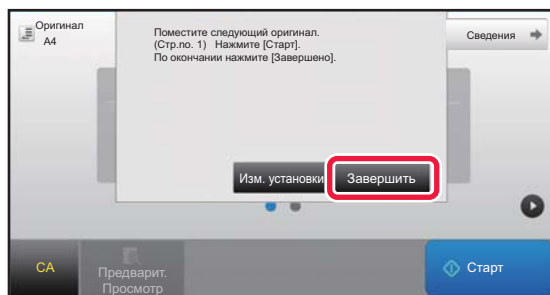 Оригинал
A4
Поместите следующий оригинал.
(Стр.no. 1) Нажмите [Старт].
По окончании нажмите [Завершено].
Сведения
Изм. установки
Завершить
CA
Предварит.
Просмотр
Старт